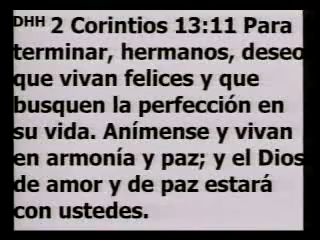 DHH 2 Corintios 13:11 Para
terminar, hermanos, deseo
que vivan felices y que
busquen la perfección en
su vida. Anímense y vivan
en armonía y paz; y el Dios
de amor y de paz estará
con ustedes.